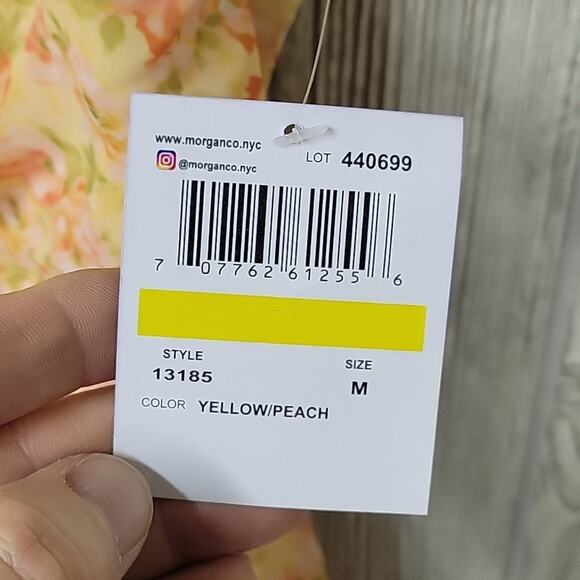 www.morganco.nyc
@morganco.nyc
LOT 440699
7 07762 61255 6
STYLE
13185
SIZE
M
COLOR YELLOW/PEACH